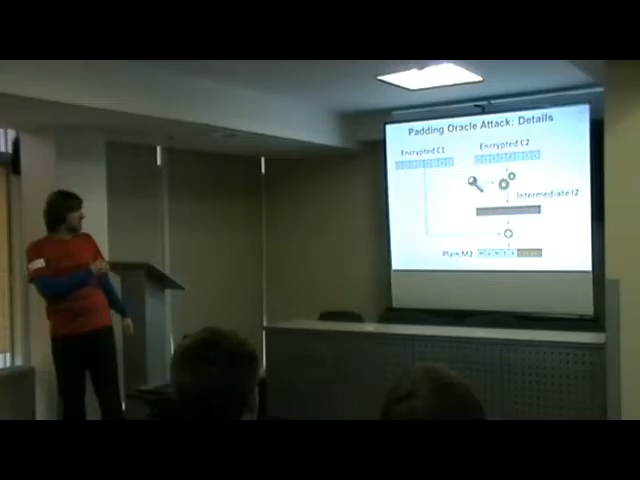 Padding Oracle Attack: Details
Encrypted C1
Encrypted C2
Intermediate I2
Plain M2